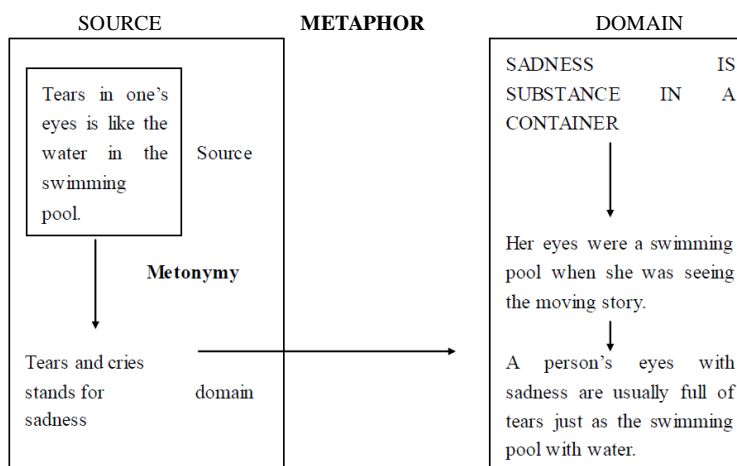 SOURCE METAPHOR DOMAIN
Tears in one's
eyes is like the
water in the
swimming
pool.
Source
Metonymy
Tears and cries
stands for domain
sadness
SADNESS IS
SUBSTANCE IN A
CONTAINER
Her eyes were a swimming
pool when she was seeing
the moving story.
A person's eyes with
sadness are usually full of
tears just as the swimming
pool with water.